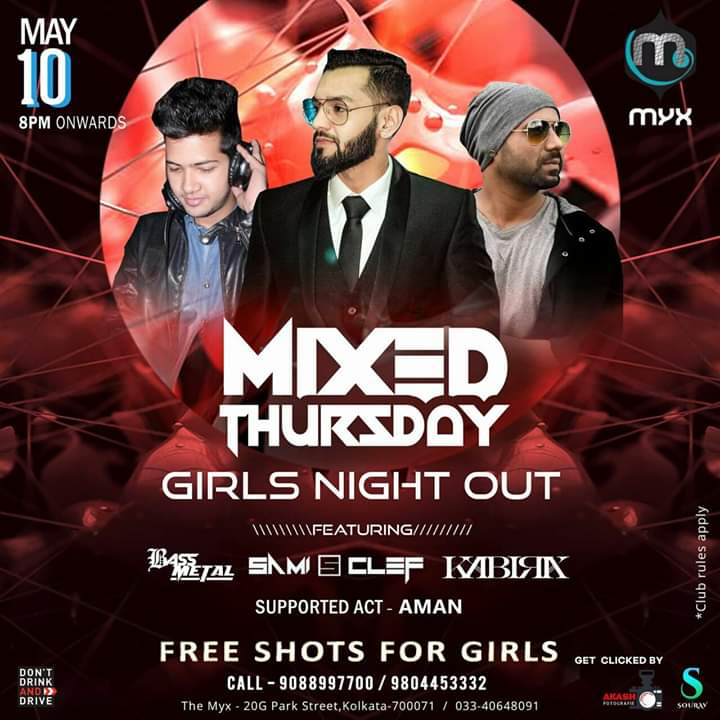 MAY
10
8PM ONWARDS
m
myx
MIXED
THURSDAY
GIRLS NIGHT OUT
\\\\\\\\\FEATURING/////////
BASS METAL SAMI S CLEF KABIRA
SUPPORTED ACT - AMAN
*Club rules apply
FREE SHOTS FOR GIRLS
CALL – 9088997700 / 9804453332
The Myx - 20G Park Street,Kolkata-700071 / 033-40648091
DON'T
DRINK
AND
DRIVE
GET CLICKED BY
AKASH
FOTOGRAFIE
S
SOURAV